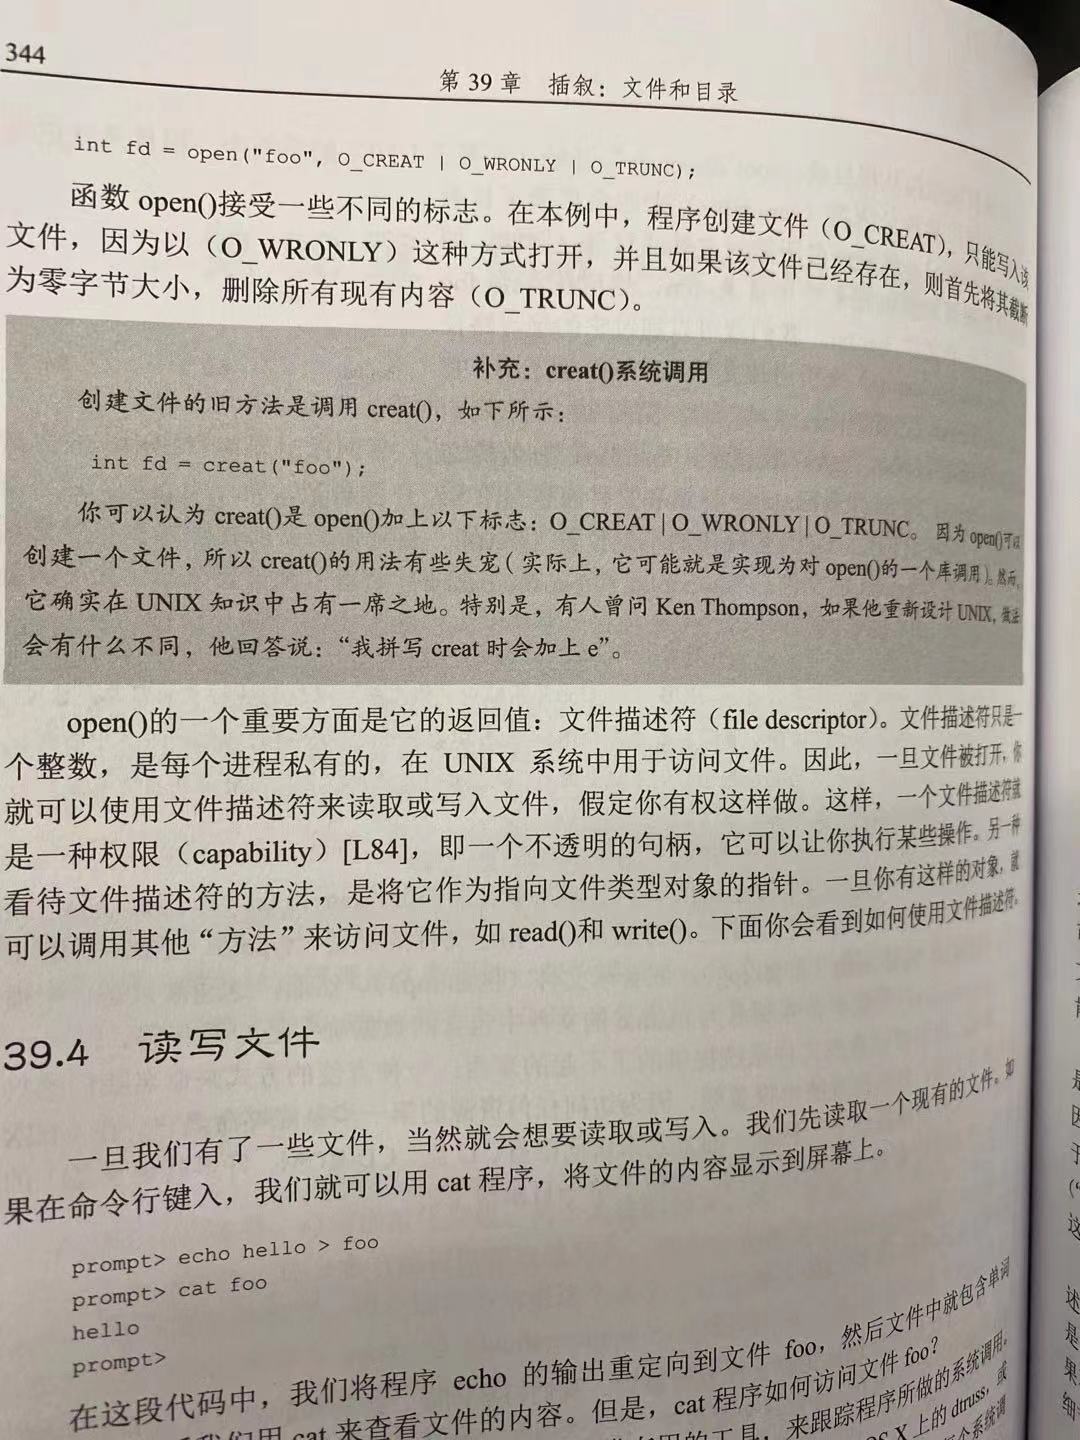 344
第 39 章 插叙：文件和目录
int fd = open("foo", O_CREAT | O_WRONLY | O_TRUNC);
函数 open()接受一些不同的标志。在本例中，程序创建文件（O_CREAT），只能写入该
文件，因为以（O_WRONLY）这种方式打开，并且如果该文件已经存在，则首先将其截断
为零字节大小，删除所有现有内容（O_TRUNC）。
补充：creat()系统调用
创建文件的旧方法是调用 creat()，如下所示：
int fd = creat("foo");
你可以认为 creat()是 open()加上以下标志：O_CREAT | O_WRONLY | O_TRUNC。因为 open()可以
创建一个文件，所以 creat()的用法有些失宠（实际上，它可能就是实现为对 open()的一个库调用）。然而，
它确实在 UNIX 知识中占有一席之地。特别是，有人曾问 Ken Thompson，如果他重新设计 UNIX，做法
会有什么不同，他回答说：“我拼写 creat 时会加上 e”。
open()的一个重要方面是它的返回值：文件描述符（file descriptor）。文件描述符只是一
个整数，是每个进程私有的，在 UNIX 系统中用于访问文件。因此，一旦文件被打开，你
就可以使用文件描述符来读取或写入文件，假定你有权这样做。这样，一个文件描述符就
是一种权限（capability）[L84]，即一个不透明的句柄，它可以让你执行某些操作。另一种
看待文件描述符的方法，是将它作为指向文件类型对象的指针。一旦你有这样的对象，就
可以调用其他“方法”来访问文件，如 read()和 write()。下面你会看到如何使用文件描述符。
39.4 读写文件
一旦我们有了一些文件，当然就会想要读取或写入。我们先读取一个现有的文件。如
果在命令行键入，我们就可以用 cat 程序，将文件的内容显示到屏幕上。
prompt> echo hello > foo
prompt> cat foo
hello
prompt>
在这段代码中，我们将程序 echo 的输出重定向到文件 foo，然后文件中就包含单词
我们用 cat 来查看文件的内容。但是，cat 程序如何访问文件 foo？
的工具，来跟踪程序所做的系统调用。
X 上的 dtruss，或
个系统调